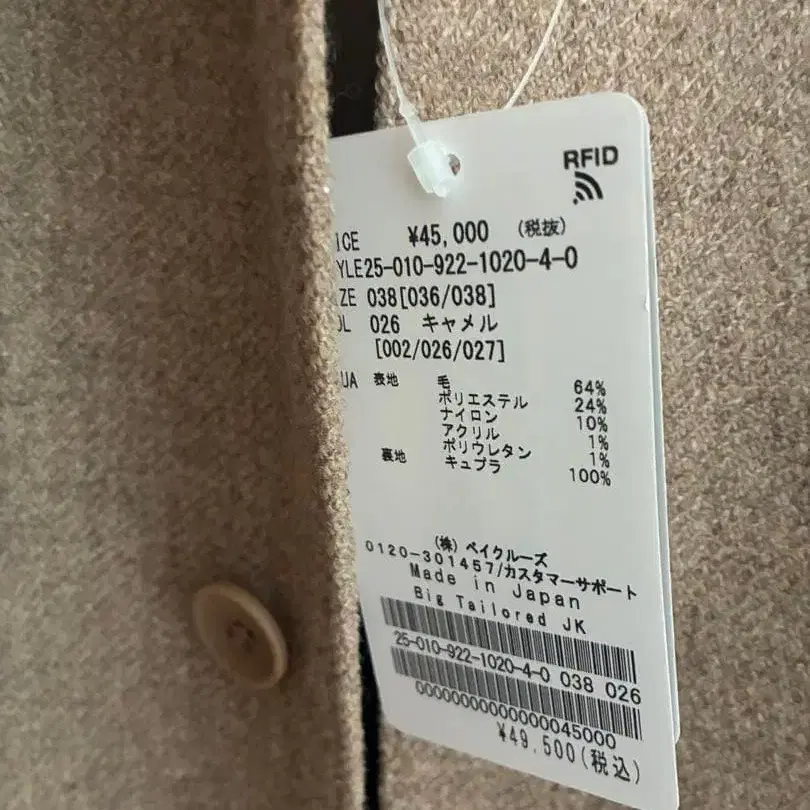 RFID
ICE ¥45,000 (税抜)
YLE25-010-922-1020-4-0
ZE 038[036/038]
OL 026 キャメル
[002/026/027]
UA 表地 毛 64%
ポリエステル 24%
ナイロン 10%
アクリル 1%
ポリウレタン 1%
裏地 キュプラ 100%
(株)ベイクルーズ
0120-301457/カスタマーサポート
Made in Japan
Big Tailored JK
25-010-922-1020-4-0 038 026
0000000000000045000
¥49,500(税込)